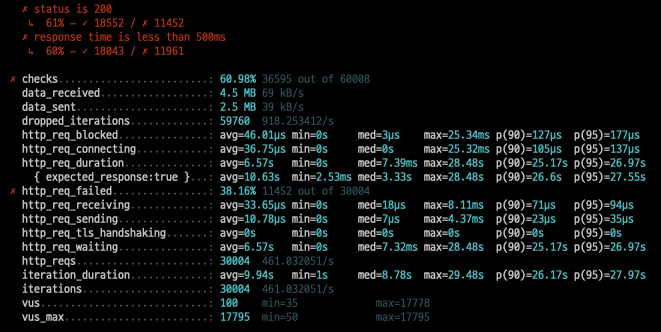 ✗ status is 200
↳ 61% — ✓ 18552 / ✗ 11452
✗ response time is less than 500ms
↳ 60% — ✓ 18043 / ✗ 11961
✗ checks.........................: 60.98% 36595 out of 60008
data_received..................: 4.5 MB 69 kB/s
data_sent......................: 2.5 MB 39 kB/s
dropped_iterations.............: 59760 918.253412/s
http_req_blocked...............: avg=46.01µs min=0s med=3µs max=25.34ms p(90)=127µs p(95)=177µs
http_req_connecting............: avg=36.75µs min=0s med=0s max=25.32ms p(90)=105µs p(95)=137µs
http_req_duration..............: avg=6.57s min=0s med=7.39ms max=28.48s p(90)=25.17s p(95)=26.97s
{ expected_response:true }...: avg=10.63s min=2.53ms med=3.33s max=28.48s p(90)=26.6s p(95)=27.55s
✗ http_req_failed................: 38.16% 11452 out of 30004
http_req_receiving.............: avg=33.65µs min=0s med=18µs max=8.11ms p(90)=71µs p(95)=94µs
http_req_sending...............: avg=10.78µs min=0s med=7µs max=4.37ms p(90)=23µs p(95)=35µs
http_req_tls_handshaking.......: avg=0s min=0s med=0s max=0s p(90)=0s p(95)=0s
http_req_waiting...............: avg=6.57s min=0s med=7.32ms max=28.48s p(90)=25.17s p(95)=26.97s
http_reqs......................: 30004 461.032051/s
iteration_duration.............: avg=9.94s min=1s med=8.78s max=29.48s p(90)=26.17s p(95)=27.97s
iterations.....................: 30004 461.032051/s
vus............................: 100 min=35 max=17778
vus_max........................: 17795 min=50 max=17795